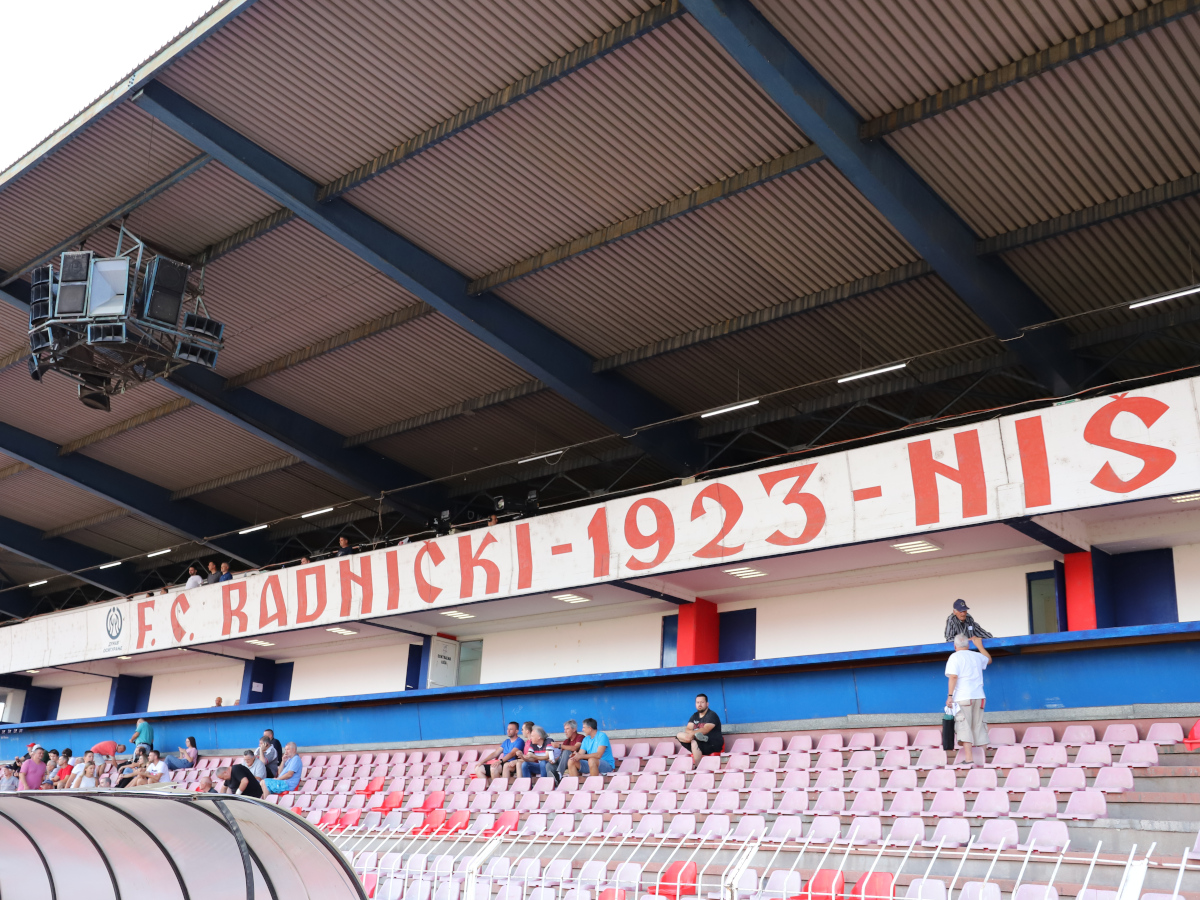 F. C. RADNIČKI - 1923 - NIŠ